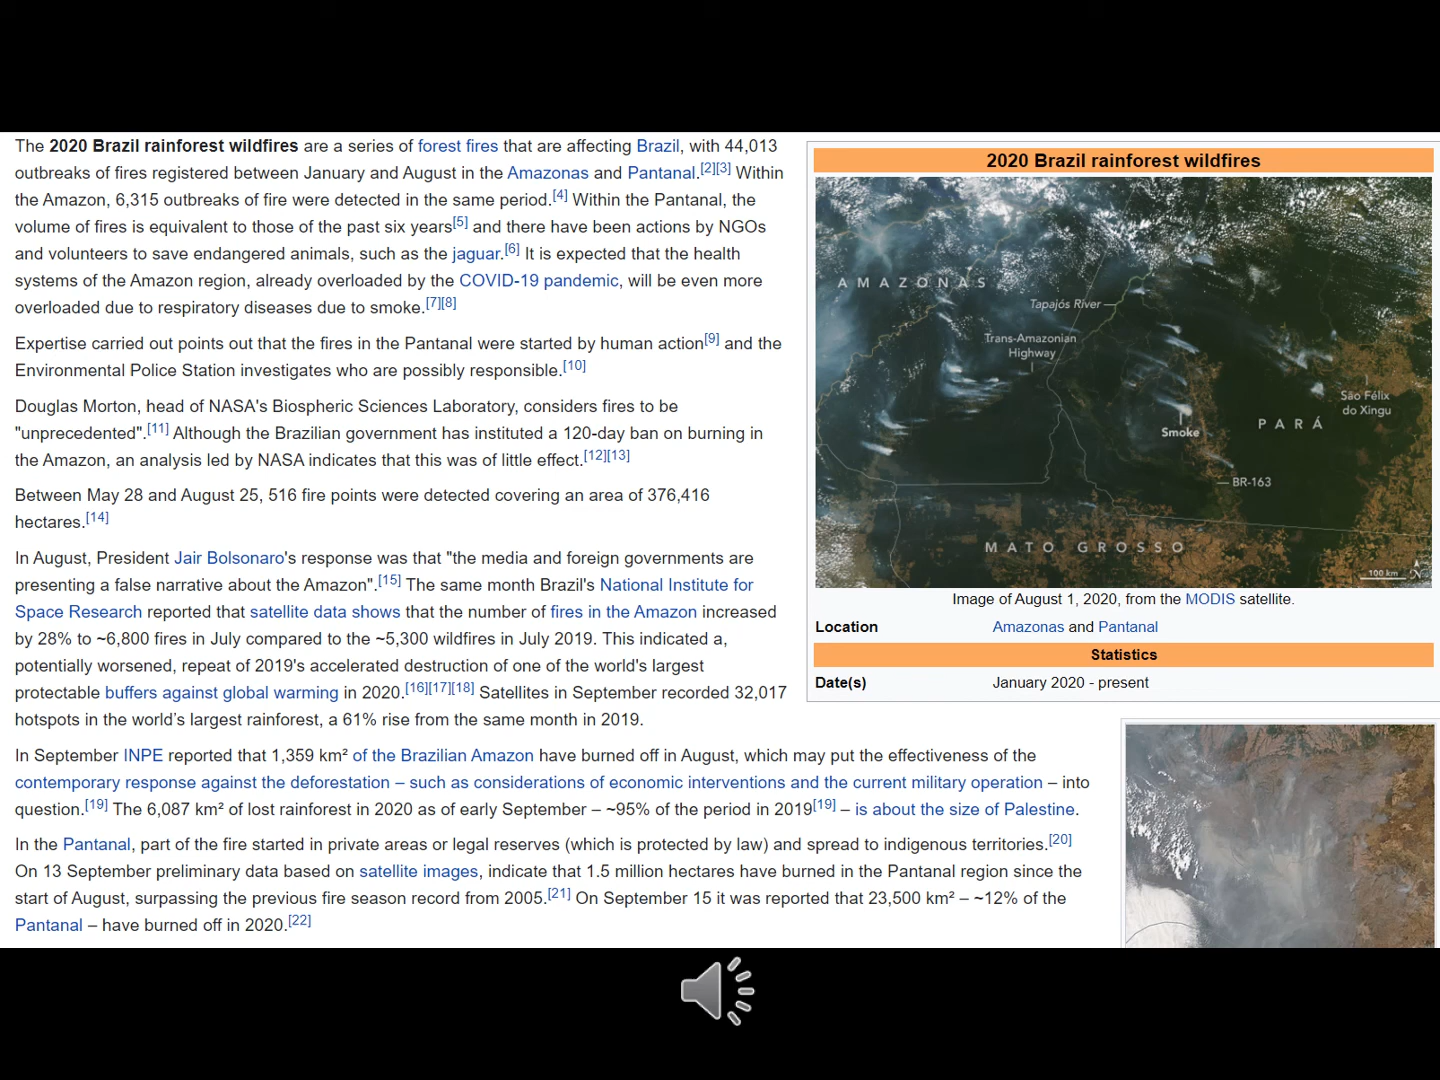 The 2020 Brazil rainforest wildfires are a series of forest fires that are affecting Brazil, with 44,013
outbreaks of fires registered between January and August in the Amazonas and Pantanal.[2][3] Within
the Amazon, 6,315 outbreaks of fire were detected in the same period.[4] Within the Pantanal, the
volume of fires is equivalent to those of the past six years[5] and there have been actions by NGOs
and volunteers to save endangered animals, such as the jaguar.[6] It is expected that the health
systems of the Amazon region, already overloaded by the COVID-19 pandemic, will be even more
overloaded due to respiratory diseases due to smoke.[7][8]
Expertise carried out points out that the fires in the Pantanal were started by human action[9] and the
Environmental Police Station investigates who are possibly responsible.[10]
Douglas Morton, head of NASA's Biospheric Sciences Laboratory, considers fires to be
"unprecedented".[11] Although the Brazilian government has instituted a 120-day ban on burning in
the Amazon, an analysis led by NASA indicates that this was of little effect.[12][13]
Between May 28 and August 25, 516 fire points were detected covering an area of 376,416
hectares.[14]
In August, President Jair Bolsonaro's response was that "the media and foreign governments are
presenting a false narrative about the Amazon".[15] The same month Brazil's National Institute for
Space Research reported that satellite data shows that the number of fires in the Amazon increased
by 28% to ~6,800 fires in July compared to the ~5,300 wildfires in July 2019. This indicated a,
potentially worsened, repeat of 2019's accelerated destruction of one of the world's largest
protectable buffers against global warming in 2020.[16][17][18] Satellites in September recorded 32,017
hotspots in the world’s largest rainforest, a 61% rise from the same month in 2019.
In September INPE reported that 1,359 km² of the Brazilian Amazon have burned off in August, which may put the effectiveness of the
contemporary response against the deforestation – such as considerations of economic interventions and the current military operation – into
question.[19] The 6,087 km² of lost rainforest in 2020 as of early September – ~95% of the period in 2019[19] – is about the size of Palestine.
In the Pantanal, part of the fire started in private areas or legal reserves (which is protected by law) and spread to indigenous territories.[20]
On 13 September preliminary data based on satellite images, indicate that 1.5 million hectares have burned in the Pantanal region since the
start of August, surpassing the previous fire season record from 2005.[21] On September 15 it was reported that 23,500 km² – ~12% of the
Pantanal – have burned off in 2020.[22]
2020 Brazil rainforest wildfires
AMAZONAS
Tapajós River
Trans-Amazonian
Highway
São Félix
do Xingu
PARÁ
Smoke
BR-163
MATO GROSSO
100 km
N
Image of August 1, 2020, from the MODIS satellite.
Location Amazonas and Pantanal
Statistics
Date(s) January 2020 - present